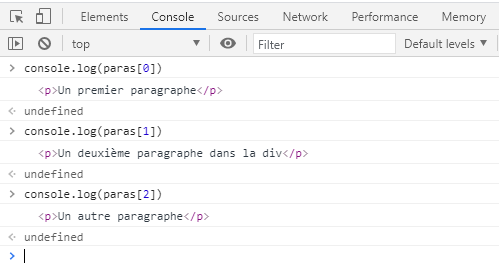 Elements Console Sources Network Performance Memory
top Filter Default levels
> console.log(paras[0])
<p>Un premier paragraphe</p>
undefined
> console.log(paras[1])
<p>Un deuxième paragraphe dans la div</p>
undefined
> console.log(paras[2])
<p>Un autre paragraphe</p>
undefined
>